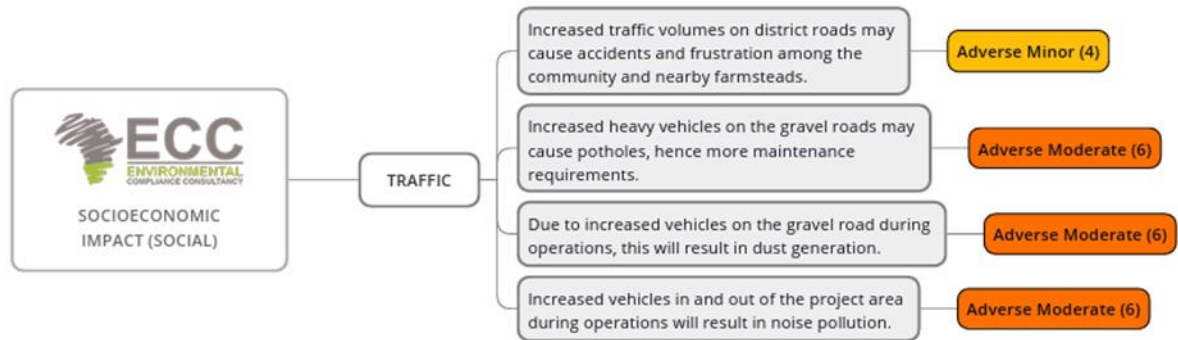 ECC
ENVIRONMENTAL
COMPLIANCE CONSULTANCY
SOCIOECONOMIC
IMPACT (SOCIAL)
TRAFFIC
Increased traffic volumes on district roads may
cause accidents and frustration among the
community and nearby farmsteads.
Adverse Minor (4)
Increased heavy vehicles on the gravel roads may
cause potholes, hence more maintenance
requirements.
Adverse Moderate (6)
Due to increased vehicles on the gravel road during
operations, this will result in dust generation.
Adverse Moderate (6)
Increased vehicles in and out of the project area
during operations will result in noise pollution.
Adverse Moderate (6)